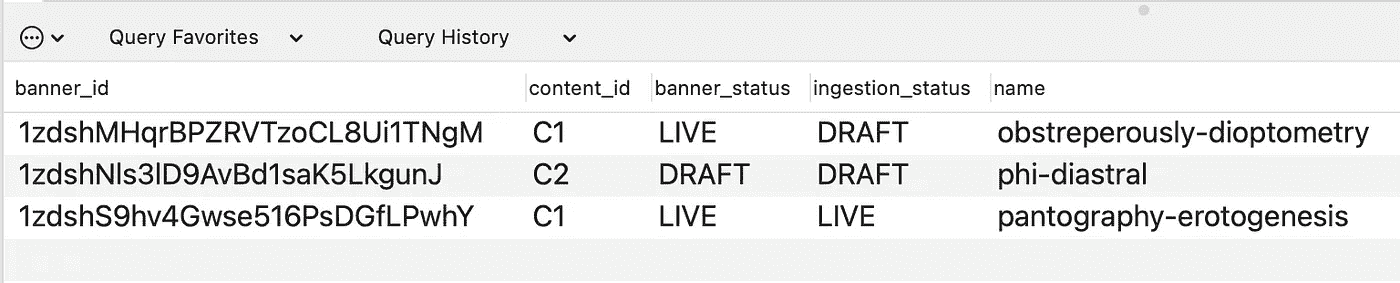 Query Favorites Query History
banner_id content_id banner_status ingestion_status name
1zdshMHqrBPZRVTzoCL8Ui1TNgM C1 LIVE DRAFT obstreperously-dioptometry
1zdshNls3lD9AvBd1saK5LkgunJ C2 DRAFT DRAFT phi-diastral
1zdshS9hv4Gwse516PsDGfLPwhY C1 LIVE LIVE pantography-erotogenesis